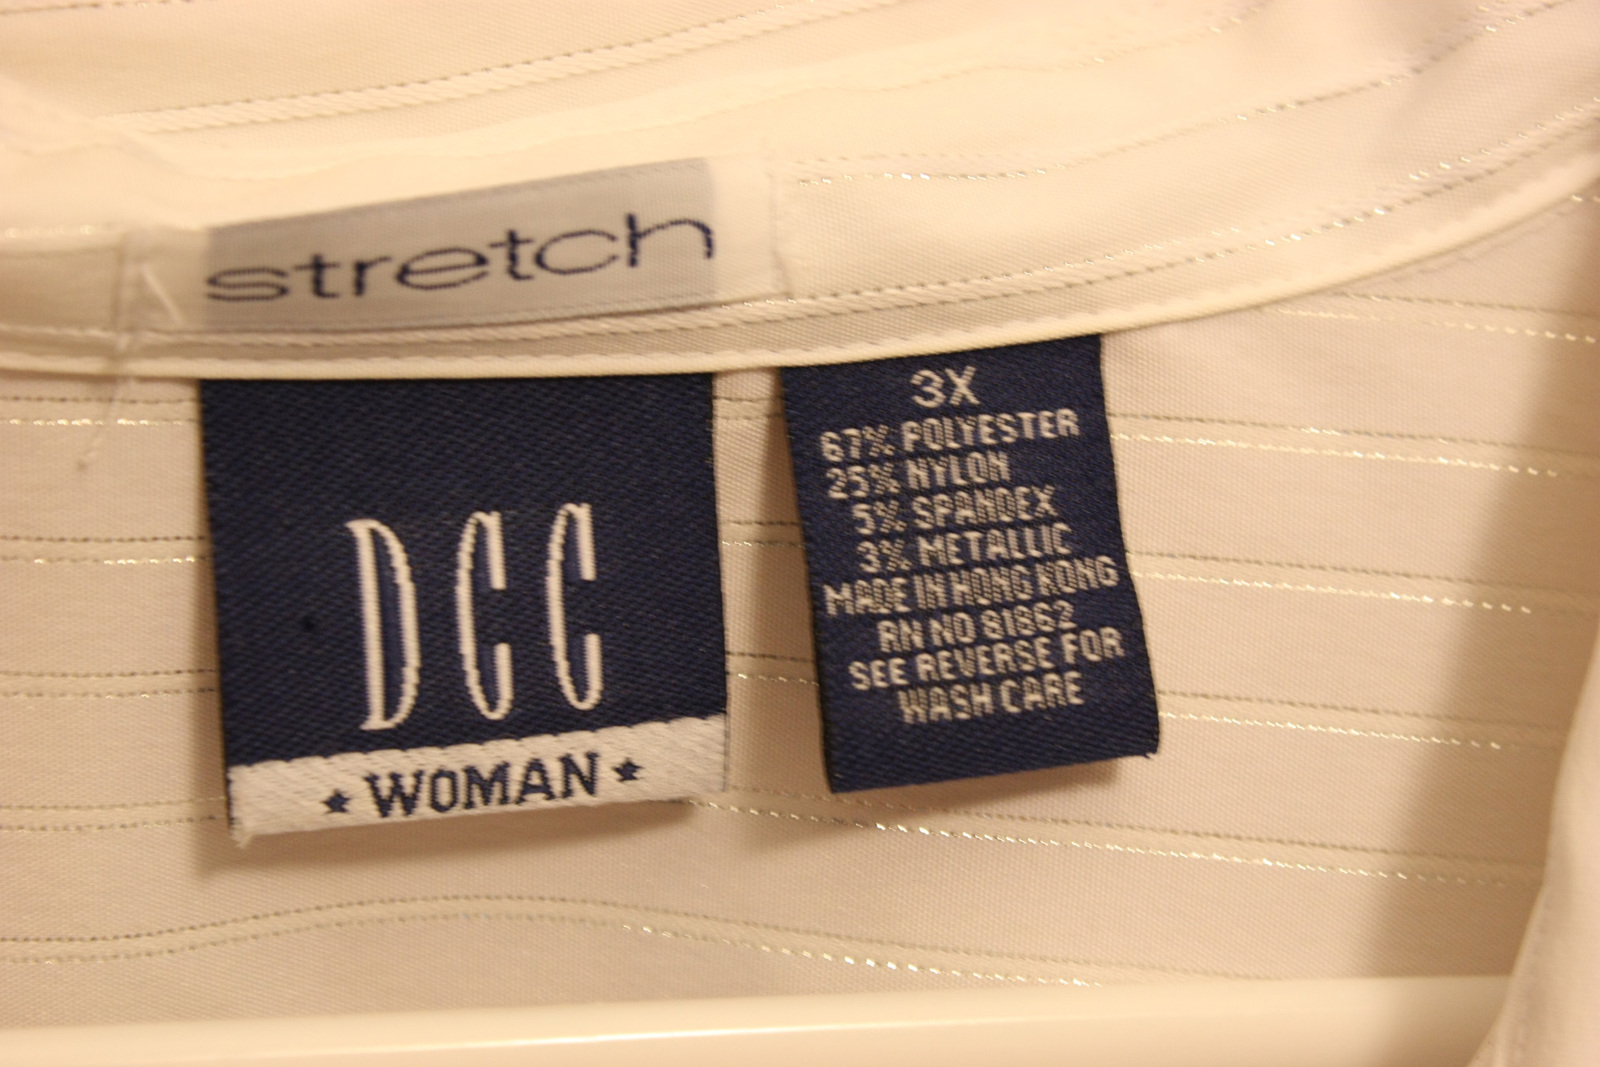 stretch
DCC
★WOMAN★
3X
67% POLYESTER
25% NYLON
5% SPANDEX
3% METALLIC
MADE IN HONG KONG
RN NO 81862
SEE REVERSE FOR
WASH CARE